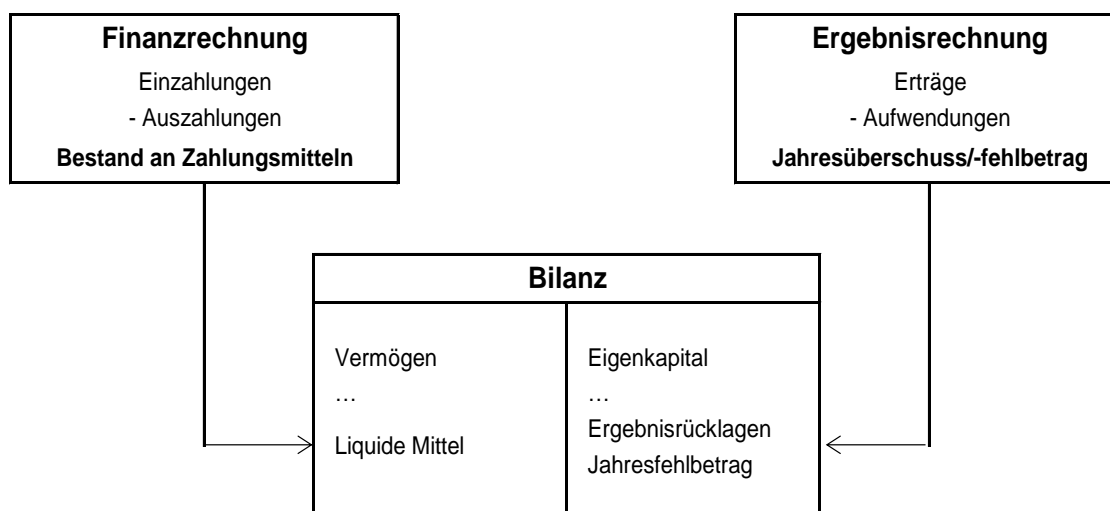 Finanzrechnung
Einzahlungen
- Auszahlungen
Bestand an Zahlungsmitteln
Ergebnisrechnung
Erträge
- Aufwendungen
Jahresüberschuss/-fehlbetrag
Bilanz
Vermögen
…
Liquide Mittel
Eigenkapital
…
Ergebnisrücklagen
Jahresfehlbetrag